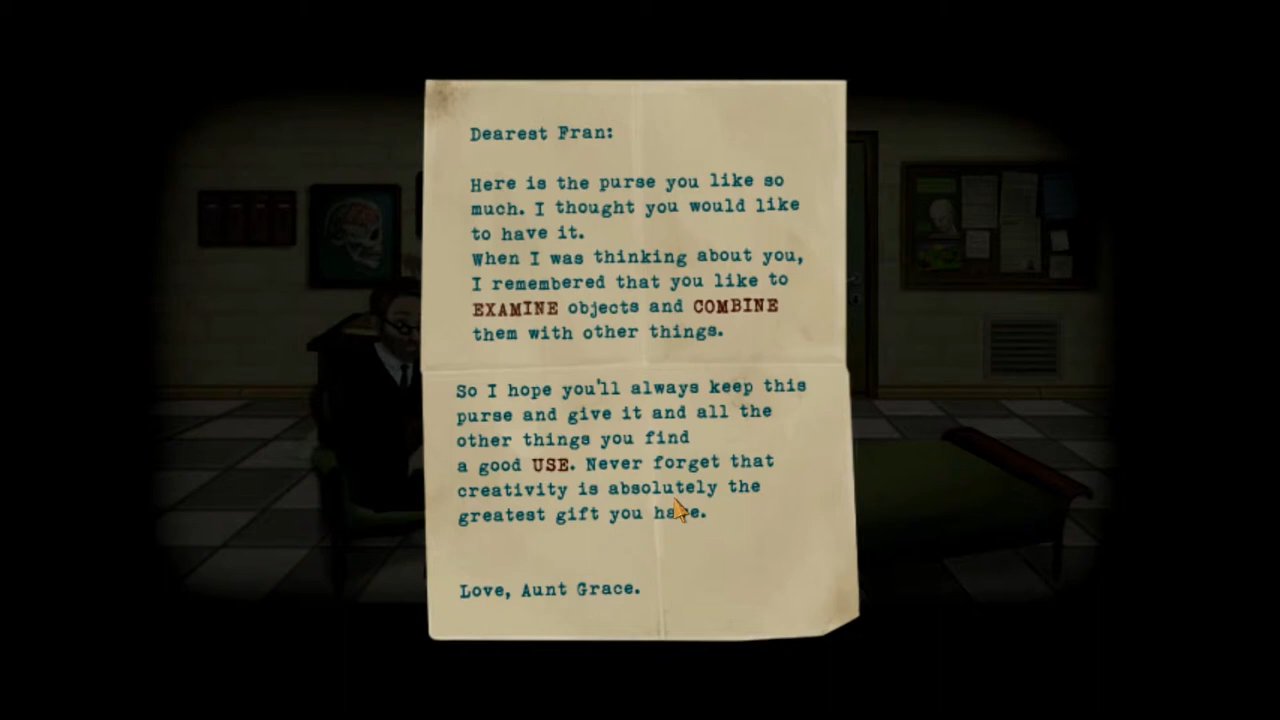 Dearest Fran:
Here is the purse you like so
much. I thought you would like
to have it.
When I was thinking about you,
I remembered that you like to
EXAMINE objects and COMBINE
them with other things.
So I hope you'll always keep this
purse and give it and all the
other things you find
a good USE. Never forget that
creativity is absolutely the
greatest gift you have.
Love, Aunt Grace.